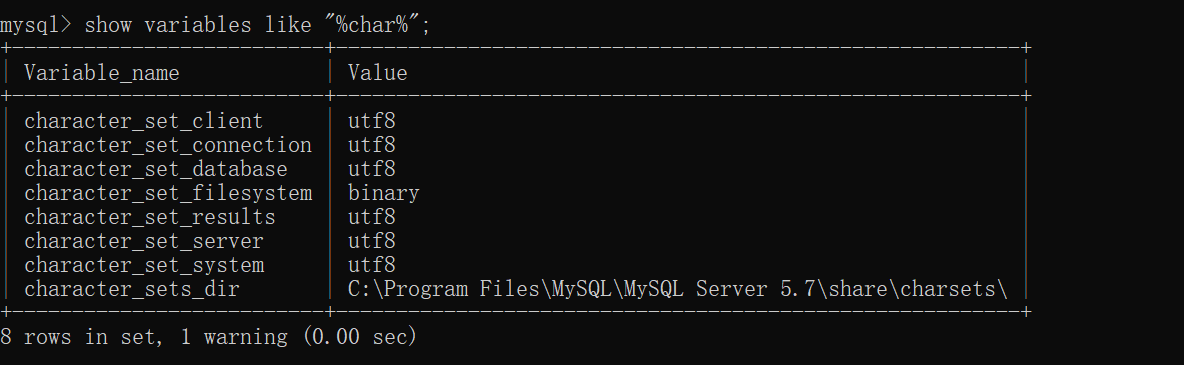 mysql> show variables like "%char%";
+--------------------------+---------------------------------------------------------+
| Variable_name | Value |
+--------------------------+---------------------------------------------------------+
| character_set_client | utf8 |
| character_set_connection | utf8 |
| character_set_database | utf8 |
| character_set_filesystem | binary |
| character_set_results | utf8 |
| character_set_server | utf8 |
| character_set_system | utf8 |
| character_sets_dir | C:\Program Files\MySQL\MySQL Server 5.7\share\charsets\ |
+--------------------------+---------------------------------------------------------+
8 rows in set, 1 warning (0.00 sec)